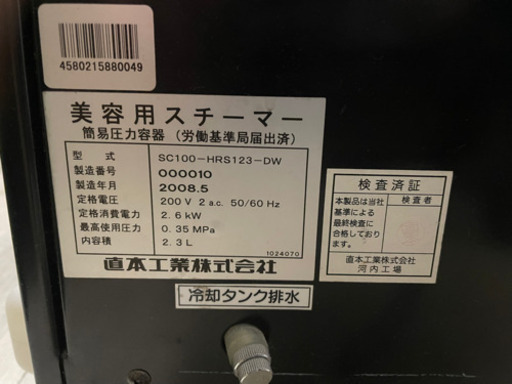 4580215880049
美容用スチーマー
簡易圧力容器 (労働基準局届出済)
型式 SC100-HRS123-DW
製造番号 000010
製造年月 2008.5
定格電圧 200 V 2 a.c. 50/60 Hz
定格消費電力 2.6 kW
最高使用圧力 0.35 MPa
内容積 2.3 L
1024070
直本工業株式会社
検査済証
本製品は当社
基準による
最終検査に
合格しており
ます。
検査者
直本工業株式会社
河内工場
冷却タンク排水